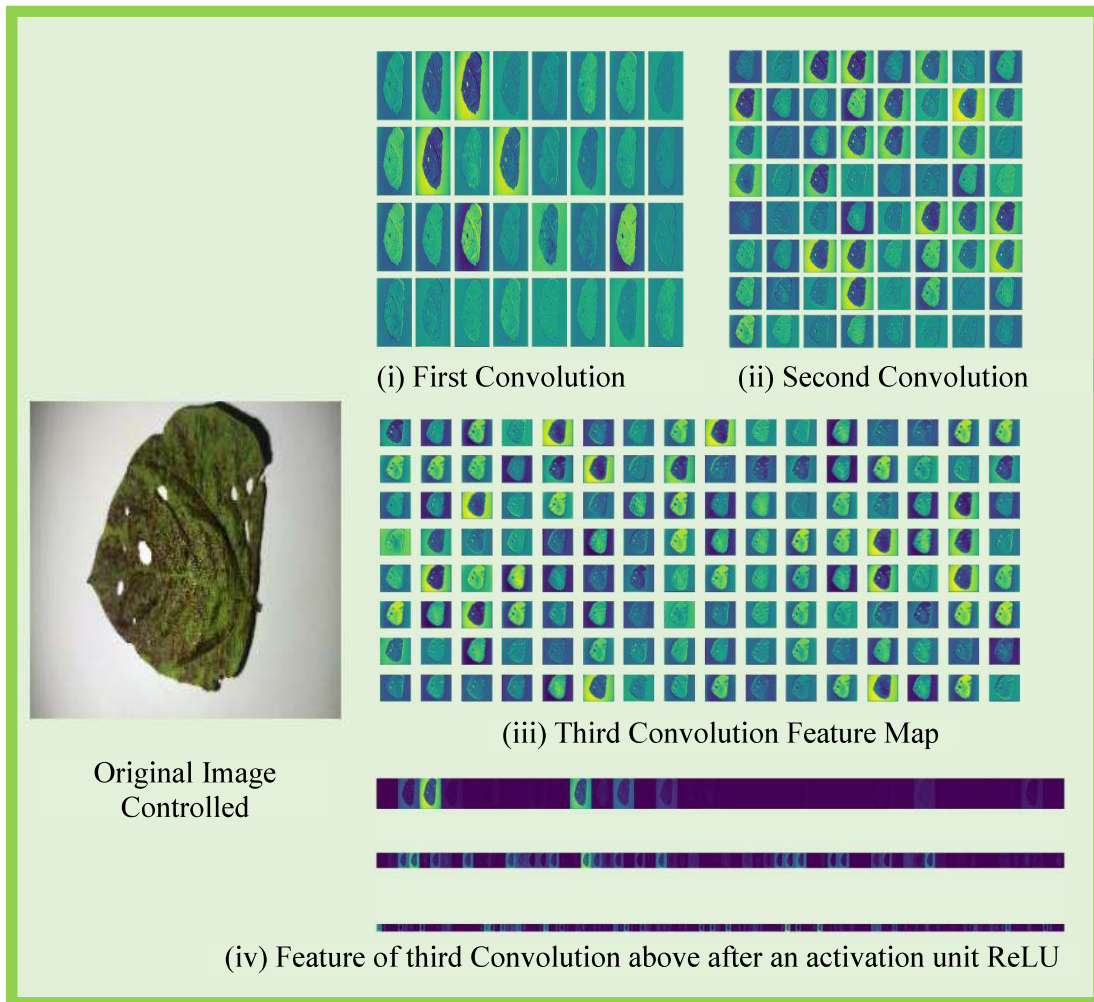 (i) First Convolution
(ii) Second Convolution
(iii) Third Convolution Feature Map
Original Image
Controlled
(iv) Feature of third Convolution above after an activation unit ReLU